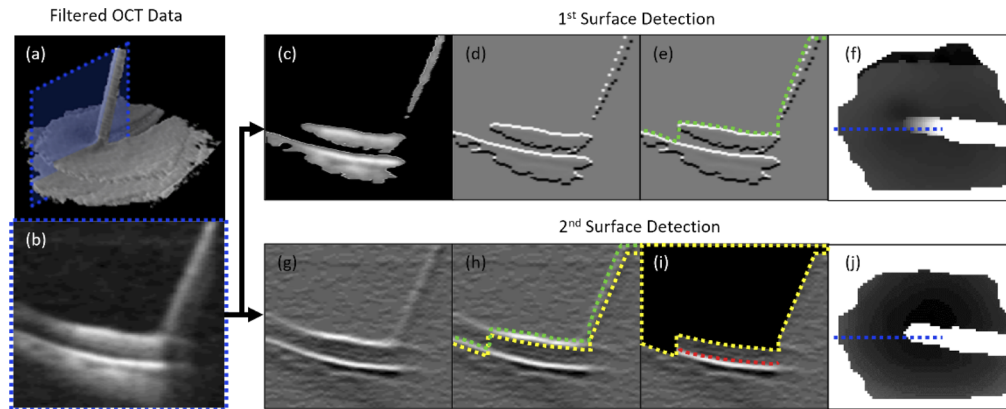 Filtered OCT Data
1st Surface Detection
(a)
(c)
(d)
(e)
(f)
2nd Surface Detection
(b)
(g)
(h)
(i)
(j)